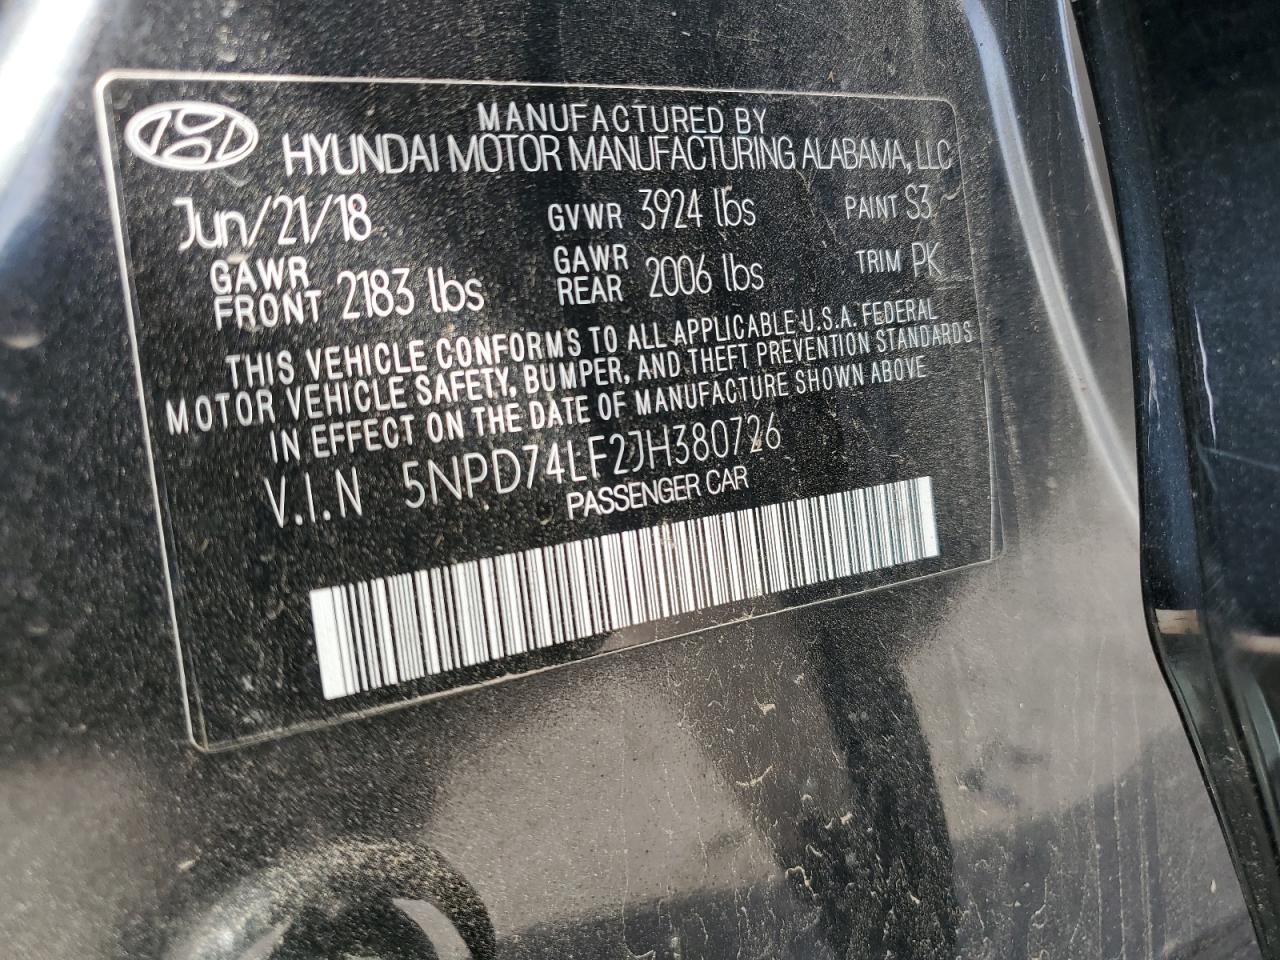 MANUFACTURED BY
HYUNDAI MOTOR MANUFACTURING ALABAMA, LLC
Jun/21/18 GVWR 3924 lbs PAINT S3
GAWR FRONT 2183 lbs GAWR REAR 2006 lbs TRIM PK
THIS VEHICLE CONFORMS TO ALL APPLICABLE U.S.A. FEDERAL
MOTOR VEHICLE SAFETY, BUMPER, AND THEFT PREVENTION STANDARDS
IN EFFECT ON THE DATE OF MANUFACTURE SHOWN ABOVE
V.I.N 5NPD74LF2JH380726
PASSENGER CAR